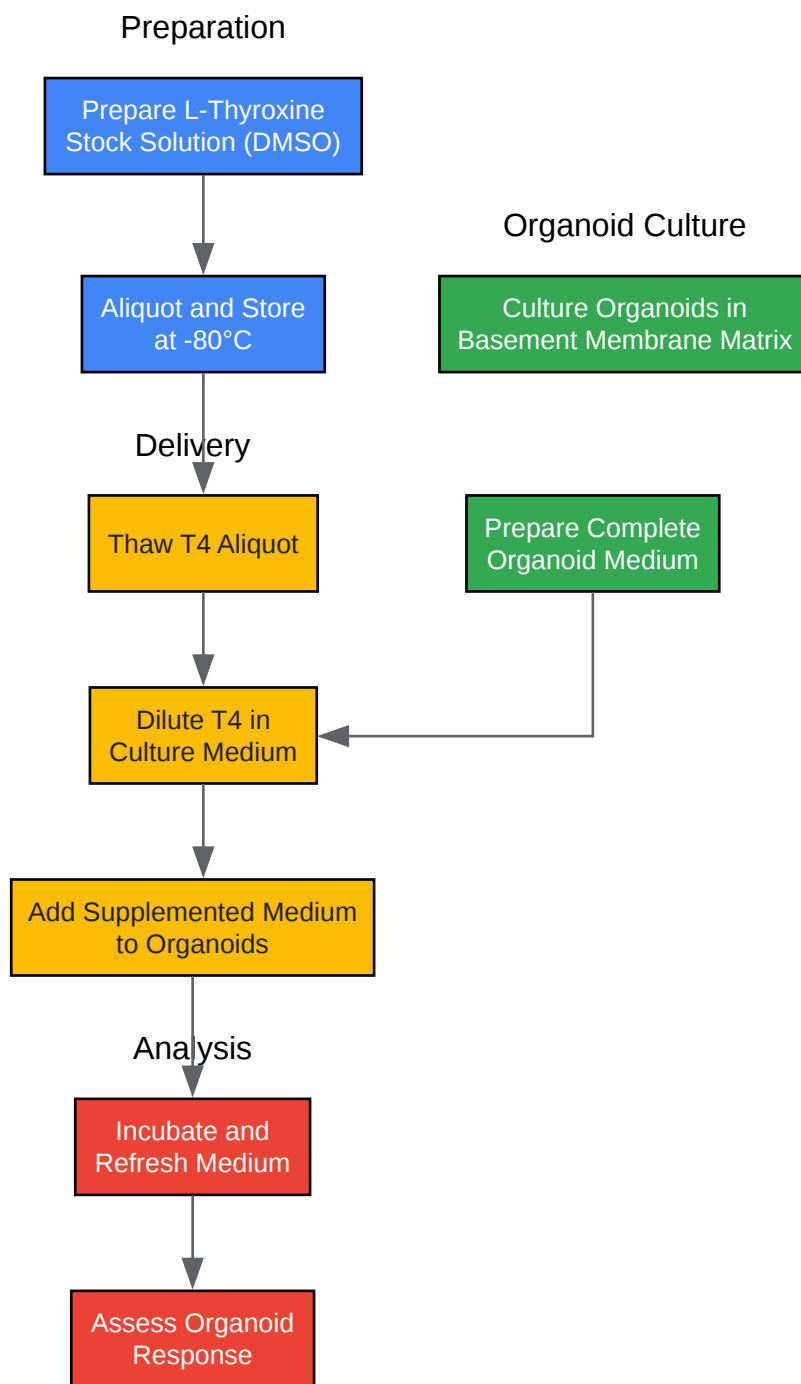 Preparation
Prepare L-Thyroxine
Stock Solution (DMSO)
Organoid Culture
Aliquot and Store
at -80°C
Culture Organoids in
Basement Membrane Matrix
Delivery
Thaw T4 Aliquot
Prepare Complete
Organoid Medium
Dilute T4 in
Culture Medium
Add Supplemented Medium
to Organoids
Analysis
Incubate and
Refresh Medium
Assess Organoid
Response